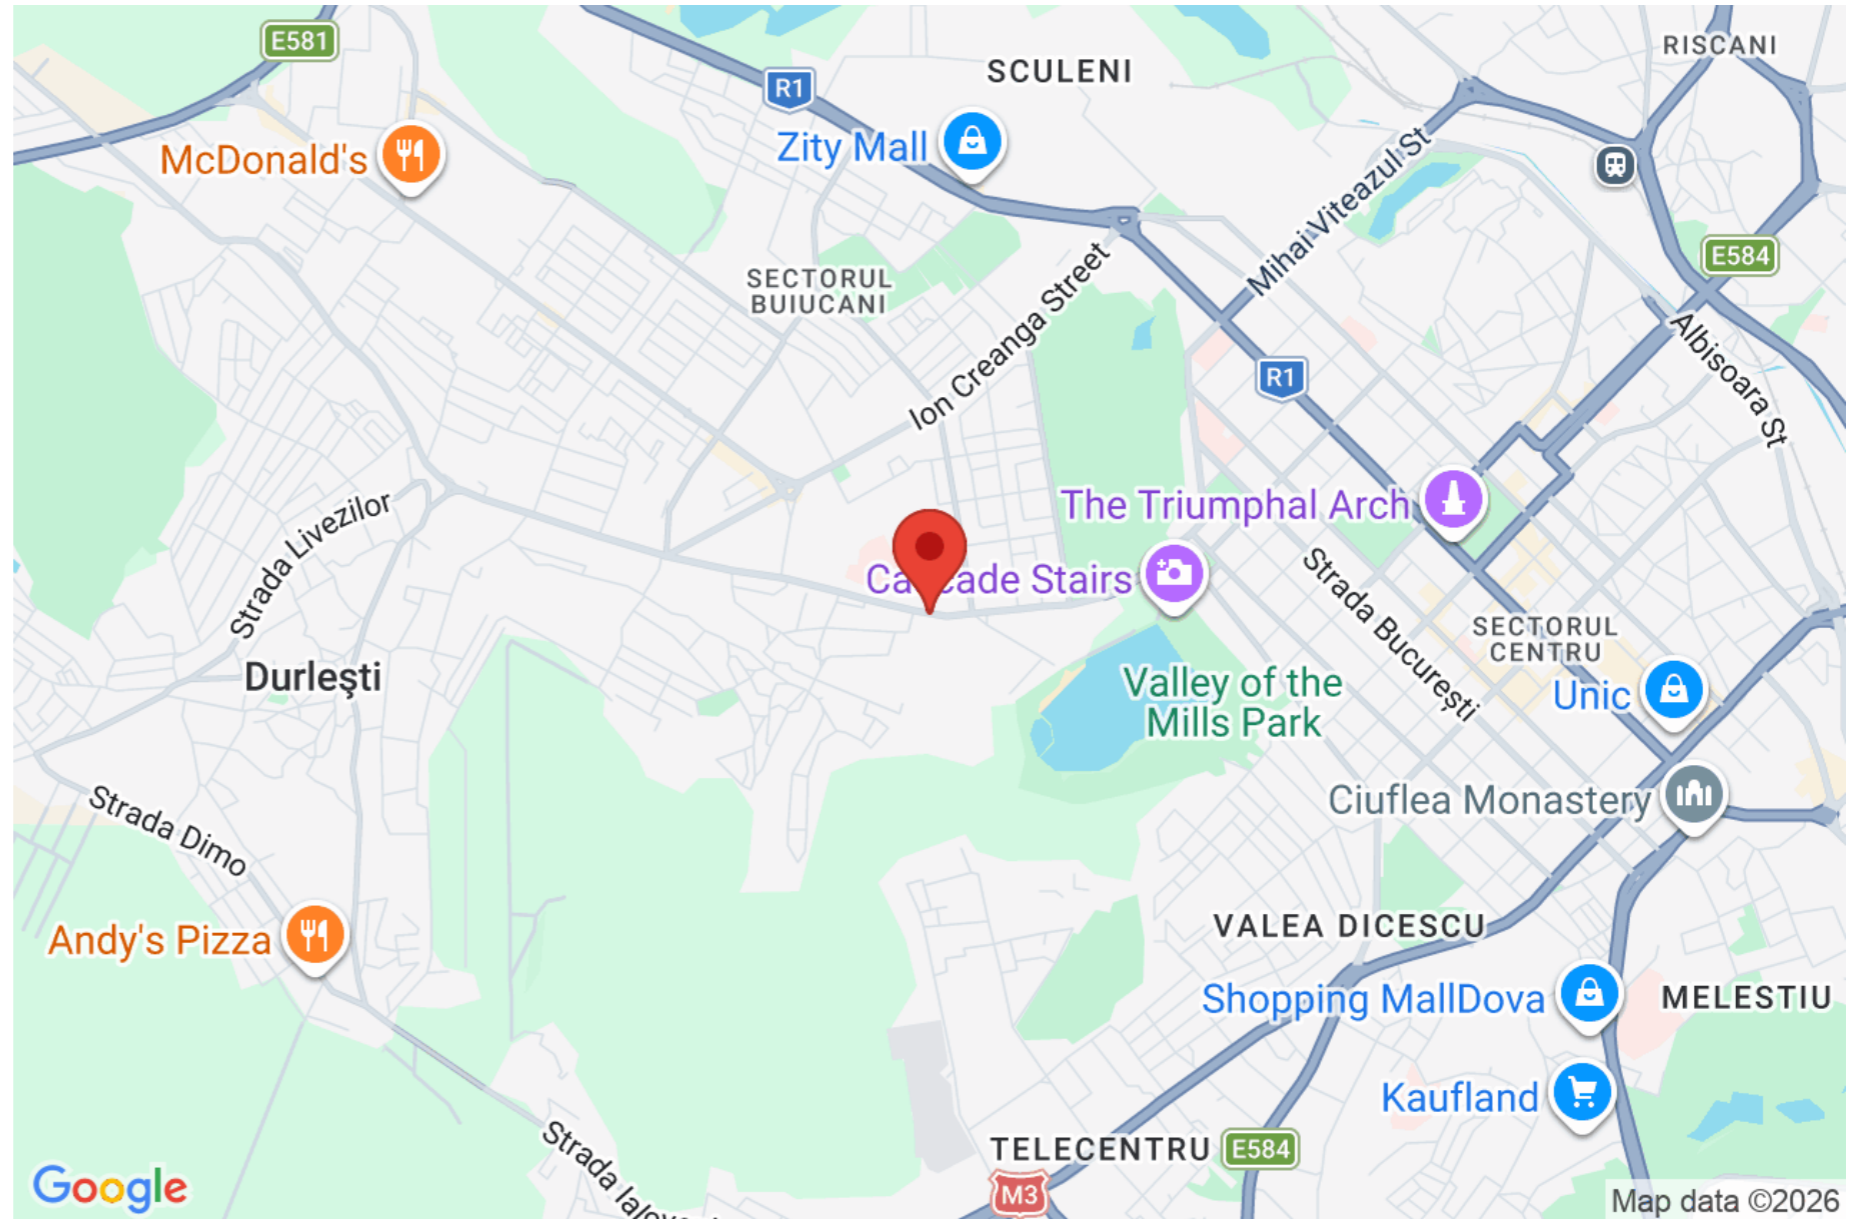 E581
RISCANI
SCULENI
R1
Zity Mall
McDonald's
Mihai Viteazul St
E584
SECTORUL
BUIUCANI
Ion Creanga Street
Albisoara St
R1
The Triumphal Arch
Strada Livezilor
Cascade Stairs
Strada București
SECTORUL
CENTRU
Durleşti
Valley of the
Mills Park
Unic
Strada Dimo
Ciuflea Monastery
VALEA DICESCU
Andy's Pizza
Shopping MallDova
MELESTIU
Kaufland
TELECENTRU
E584
Strada
M3
Google
Map data ©2026